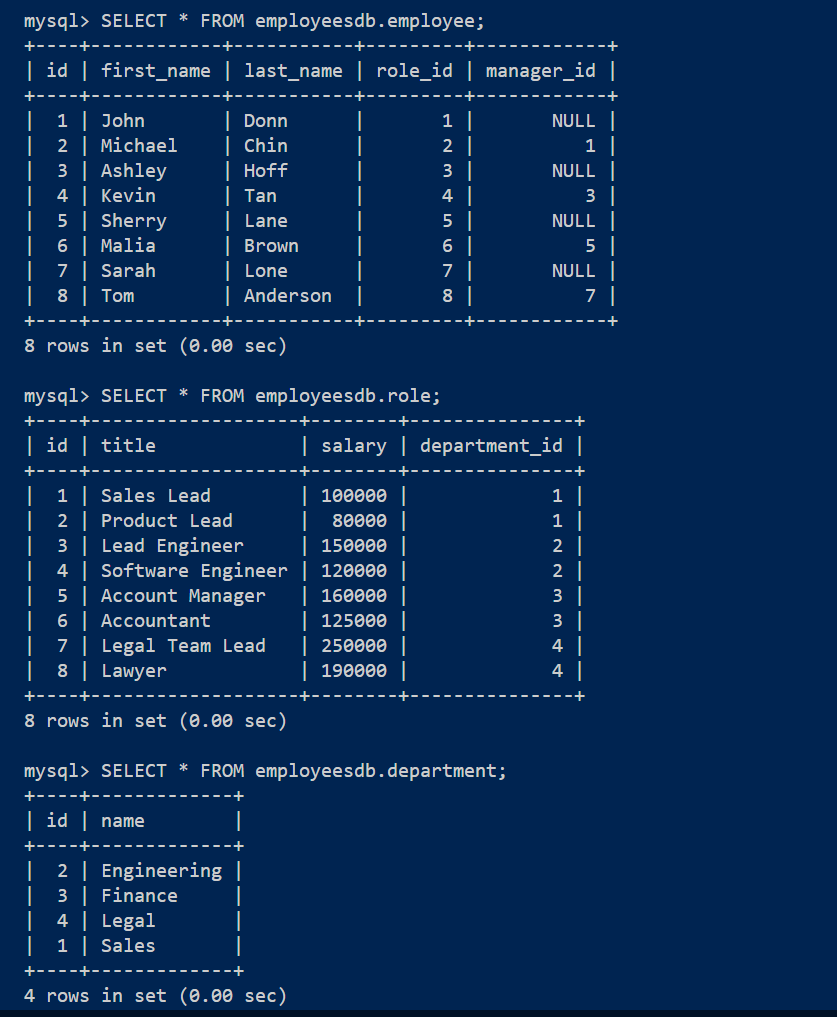 mysql> SELECT * FROM employeesdb.employee;
+----+------------+-----------+---------+------------+
| id | first_name | last_name | role_id | manager_id |
+----+------------+-----------+---------+------------+
|  1 | John       | Donn      |       1 |       NULL |
|  2 | Michael    | Chin      |       2 |          1 |
|  3 | Ashley     | Hoff      |       3 |       NULL |
|  4 | Kevin      | Tan       |       4 |          3 |
|  5 | Sherry     | Lane      |       5 |       NULL |
|  6 | Malia      | Brown     |       6 |          5 |
|  7 | Sarah      | Lone      |       7 |       NULL |
|  8 | Tom        | Anderson  |       8 |          7 |
+----+------------+-----------+---------+------------+
8 rows in set (0.00 sec)

mysql> SELECT * FROM employeesdb.role;
+----+-------------------+--------+---------------+
| id | title             | salary | department_id |
+----+-------------------+--------+---------------+
|  1 | Sales Lead        | 100000 |             1 |
|  2 | Product Lead      |  80000 |             1 |
|  3 | Lead Engineer     | 150000 |             2 |
|  4 | Software Engineer | 120000 |             2 |
|  5 | Account Manager   | 160000 |             3 |
|  6 | Accountant        | 125000 |             3 |
|  7 | Legal Team Lead   | 250000 |             4 |
|  8 | Lawyer            | 190000 |             4 |
+----+-------------------+--------+---------------+
8 rows in set (0.00 sec)

mysql> SELECT * FROM employeesdb.department;
+----+-------------+
| id | name        |
+----+-------------+
|  2 | Engineering |
|  3 | Finance     |
|  4 | Legal       |
|  1 | Sales       |
+----+-------------+
4 rows in set (0.00 sec)